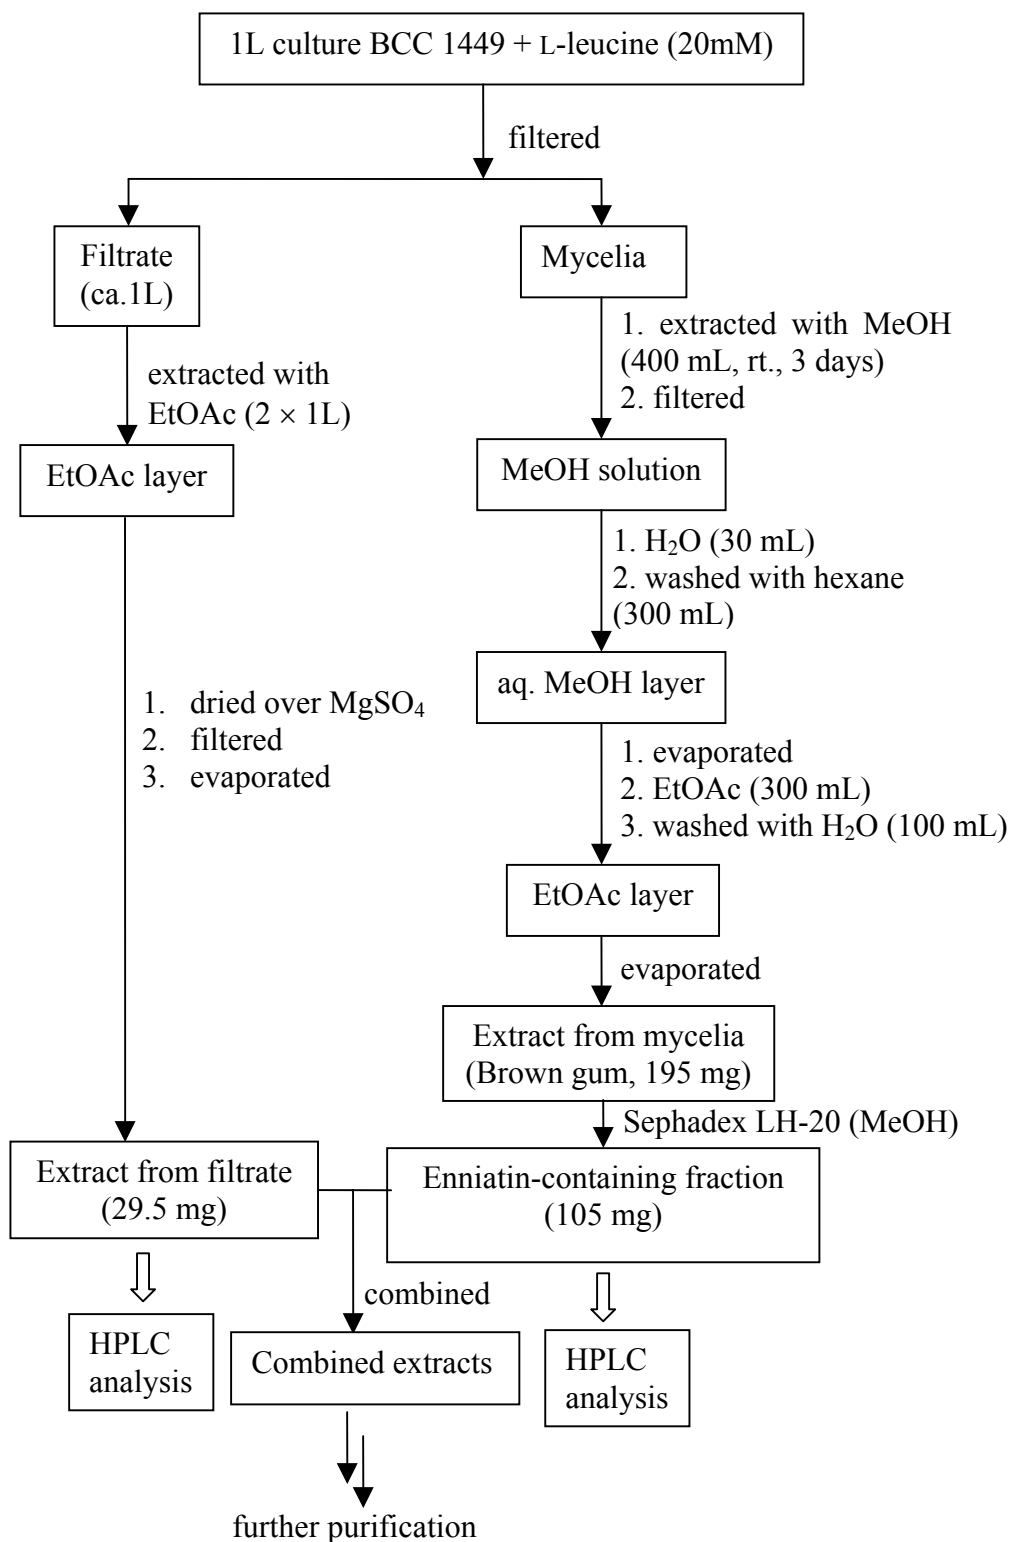 1L culture BCC 1449 + L-leucine (20mM)
filtered
Filtrate
(ca.1L)
Mycelia
extracted with
EtOAc (2 × 1L)
1. extracted with MeOH
(400 mL, rt., 3 days)
2. filtered
EtOAc layer
MeOH solution
1. H₂O (30 mL)
2. washed with hexane
(300 mL)
aq. MeOH layer
1. dried over MgSO₄
2. filtered
3. evaporated
1. evaporated
2. EtOAc (300 mL)
3. washed with H₂O (100 mL)
EtOAc layer
evaporated
Extract from mycelia
(Brown gum, 195 mg)
Sephadex LH-20 (MeOH)
Extract from filtrate
(29.5 mg)
Enniatin-containing fraction
(105 mg)
combined
HPLC
analysis
Combined extracts
HPLC
analysis
further purification